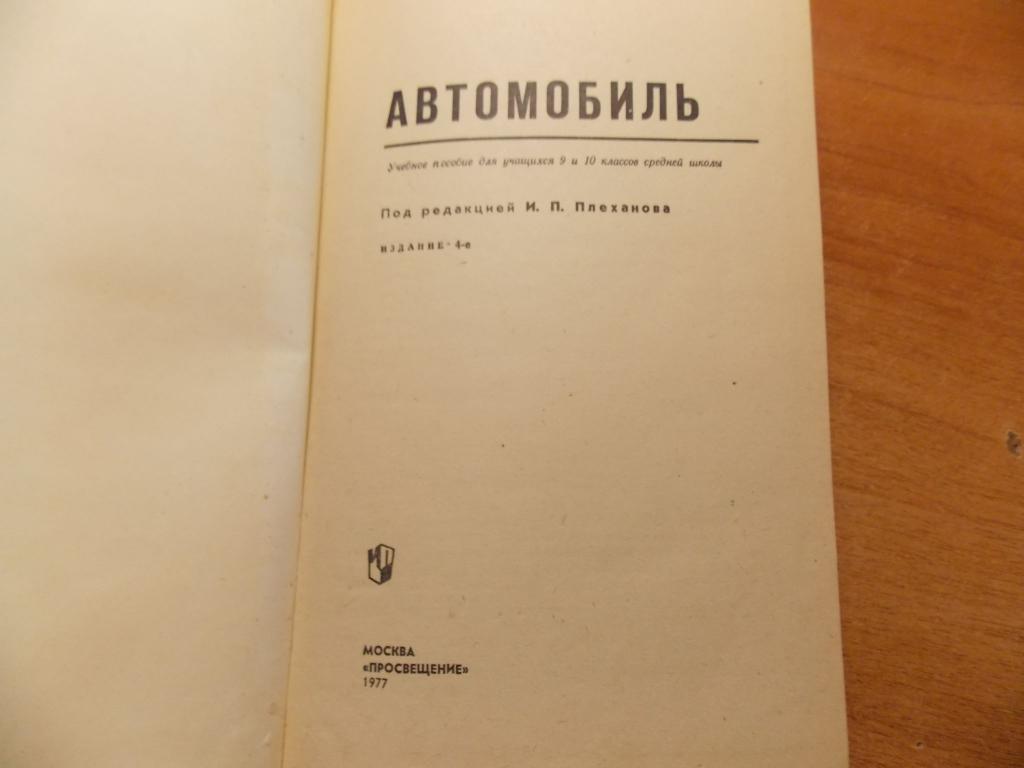 АВТОМОБИЛЬ
Учебное пособие для учащихся 9 и 10 классов средней школы
Под редакцией И. П. Плеханова
ИЗДАНИЕ 4-е
МОСКВА
«ПРОСВЕЩЕНИЕ»
1977